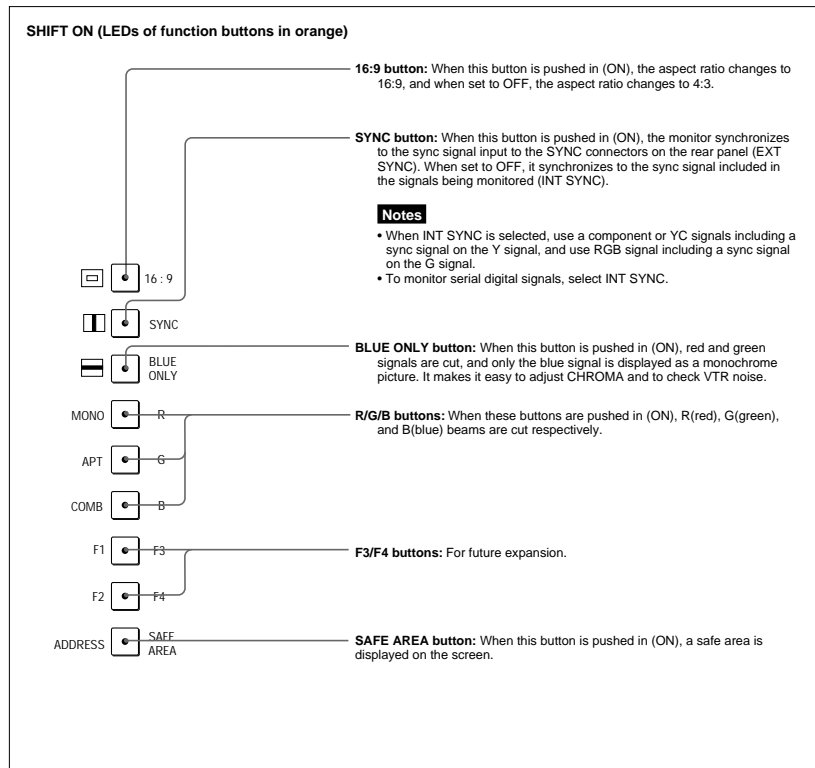 SHIFT ON (LEDs of function buttons in orange)
16:9 button: When this button is pushed in (ON), the aspect ratio changes to
16:9, and when set to OFF, the aspect ratio changes to 4:3.
SYNC button: When this button is pushed in (ON), the monitor synchronizes
to the sync signal input to the SYNC connectors on the rear panel (EXT
SYNC). When set to OFF, it synchronizes to the sync signal included in
the signals being monitored (INT SYNC).
Notes
• When INT SYNC is selected, use a component or YC signals including a
sync signal on the Y signal, and use RGB signal including a sync signal
on the G signal.
• To monitor serial digital signals, select INT SYNC.
16 : 9
SYNC
BLUE
ONLY
BLUE ONLY button: When this button is pushed in (ON), red and green
signals are cut, and only the blue signal is displayed as a monochrome
picture. It makes it easy to adjust CHROMA and to check VTR noise.
MONO R
R/G/B buttons: When these buttons are pushed in (ON), R(red), G(green),
and B(blue) beams are cut respectively.
APT G
COMB B
F1 F3
F3/F4 buttons: For future expansion.
F2 F4
ADDRESS SAFE
AREA
SAFE AREA button: When this button is pushed in (ON), a safe area is
displayed on the screen.